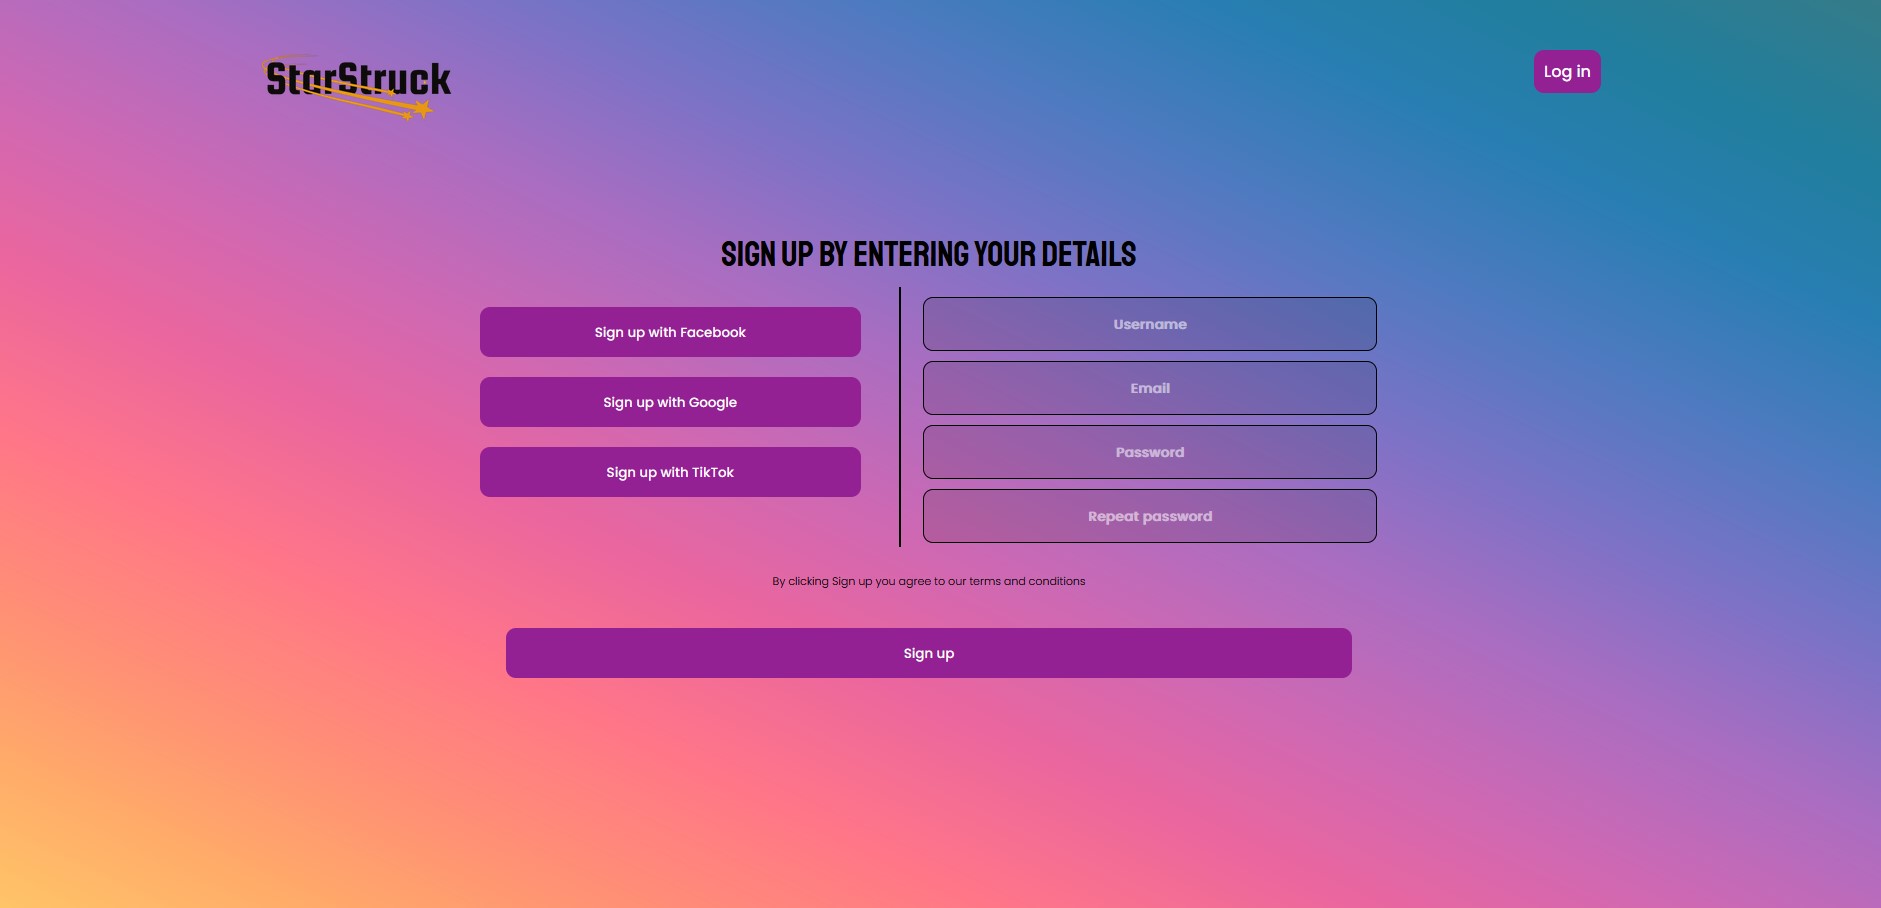 StarStruck
Log in
SIGN UP BY ENTERING YOUR DETAILS
Sign up with Facebook
Sign up with Google
Sign up with TikTok
Username
Email
Password
Repeat password
By clicking Sign up you agree to our terms and conditions
Sign up